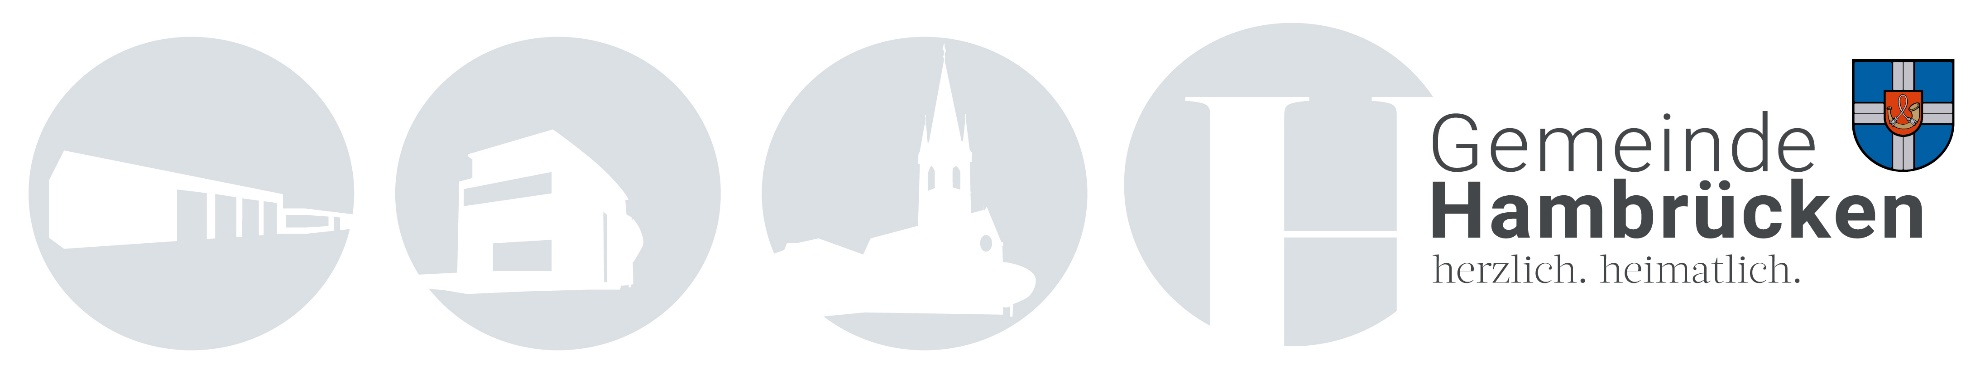 H
Gemeinde
Hambrücken
herzlich. heimatlich.